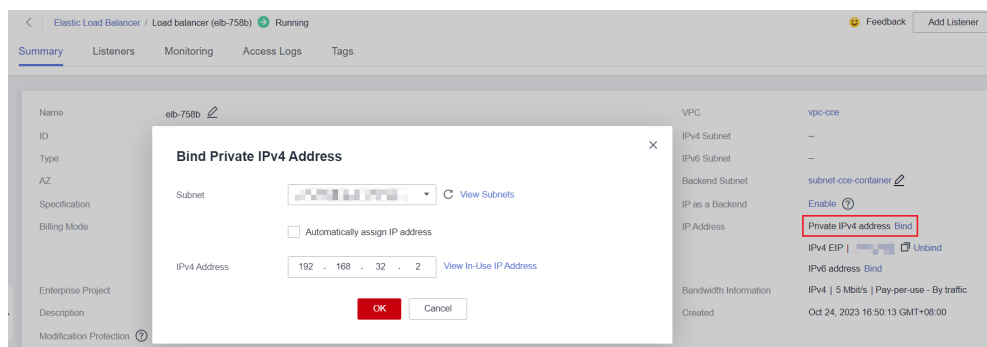 Elastic Load Balancer / Load balancer (elb-758b) Running Feedback Add Listener
Summary Listeners Monitoring Access Logs Tags
Name elb-758b VPC vpc-cce
ID IPv4 Subnet --
Type IPv6 Subnet --
AZ Backend Subnet subnet-cce-container
Specification IP as a Backend Enable
Billing Mode IP Address Private IPv4 address Bind
IPv4 EIP | Unbind
IPv6 address Bind
Enterprise Project Bandwidth Information IPv4 | 5 Mbit/s | Pay-per-use - By traffic
Description Created Oct 24, 2023 16:50:13 GMT+08:00
Modification Protection
Bind Private IPv4 Address
Subnet View Subnets
Automatically assign IP address
IPv4 Address 192 . 168 . 32 . 2 View In-Use IP Address
OK Cancel